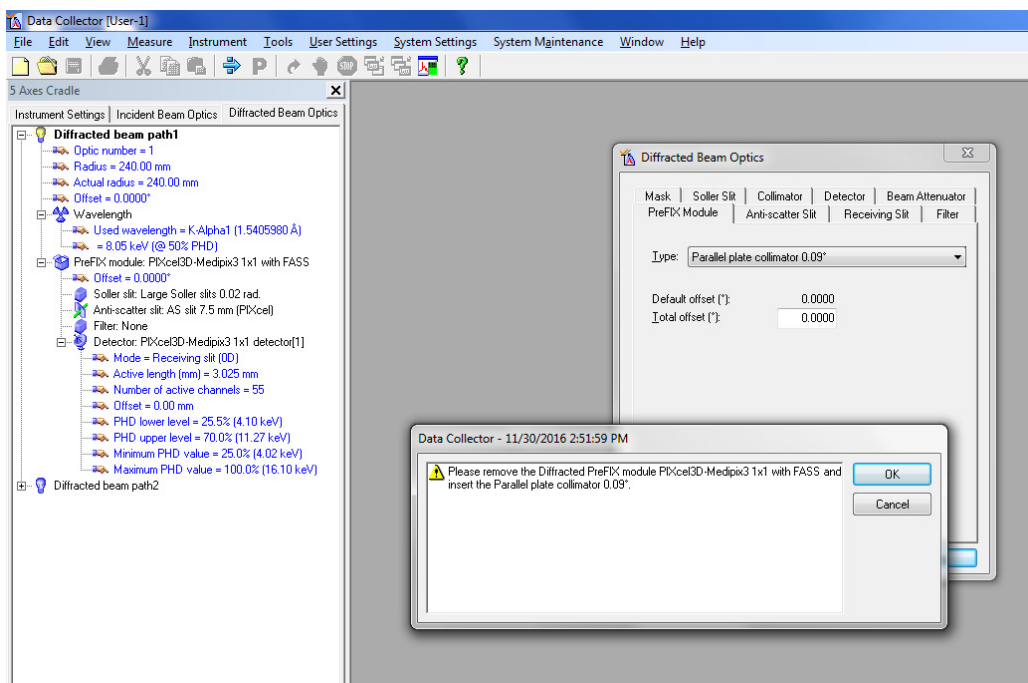 Data Collector [User-1]
File Edit View Measure Instrument Tools User Settings System Settings System Maintenance Window Help
5 Axes Cradle
Instrument Settings Incident Beam Optics Diffracted Beam Optics
Diffracted beam path1
Optic number = 1
Radius = 240.00 mm
Actual radius = 240.00 mm
Offset = 0.0000°
Wavelength
Used wavelength = K-Alpha1 (1.5405980 Å)
= 8.05 keV (@ 50% PHD)
PreFIX module: PIXcel3D-Medipix3 1x1 with FASS
Offset = 0.0000°
Soller slit: Large Soller slits 0.02 rad.
Anti-scatter slit: AS slit 7.5 mm (PIXcel)
Filter: None
Detector: PIXcel3D-Medipix3 1x1 detector[1]
Mode = Receiving slit (0D)
Active length (mm) = 3.025 mm
Number of active channels = 55
Offset = 0.00 mm
PHD lower level = 25.5% (4.10 keV)
PHD upper level = 70.0% (11.27 keV)
Minimum PHD value = 25.0% (4.02 keV)
Maximum PHD value = 100.0% (16.10 keV)
Diffracted beam path2
Diffracted Beam Optics
Mask Soller Slit Collimator Detector Beam Attenuator
PreFIX Module Anti-scatter Slit Receiving Slit Filter
Type: Parallel plate collimator 0.09°
Default offset (°): 0.0000
Total offset (°): 0.0000
Data Collector - 11/30/2016 2:51:59 PM
Please remove the Diffracted PreFIX module PIXcel3D-Medipix3 1x1 with FASS and
insert the Parallel plate collimator 0.09°.
OK
Cancel